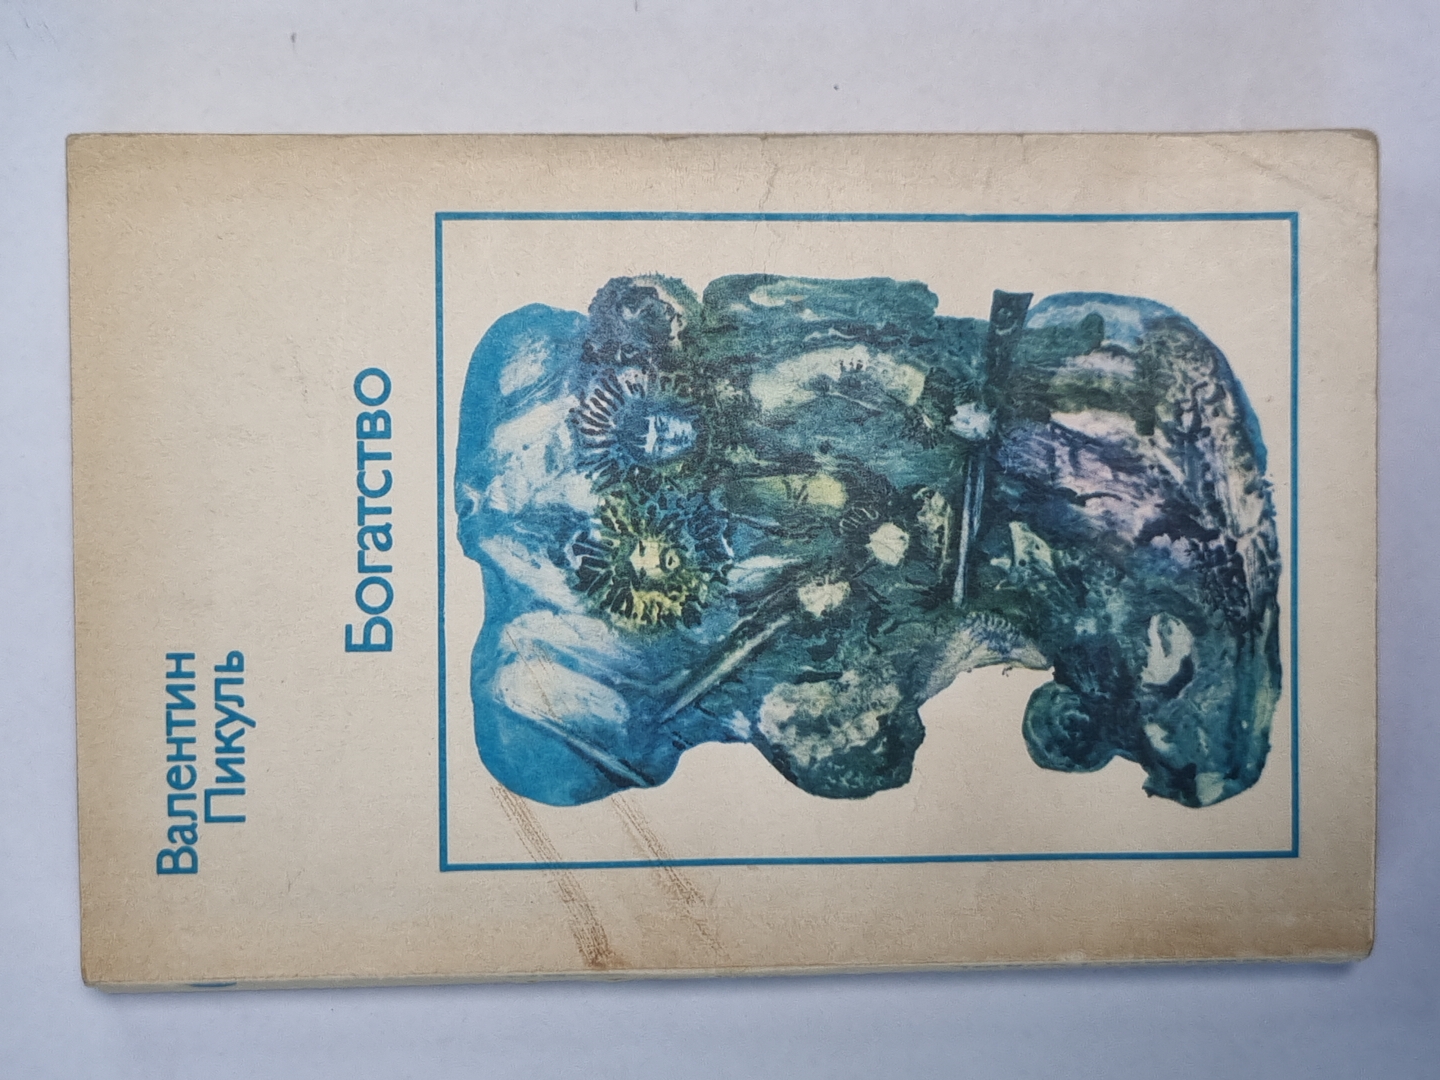 Валентин
Пикуль
Богатство